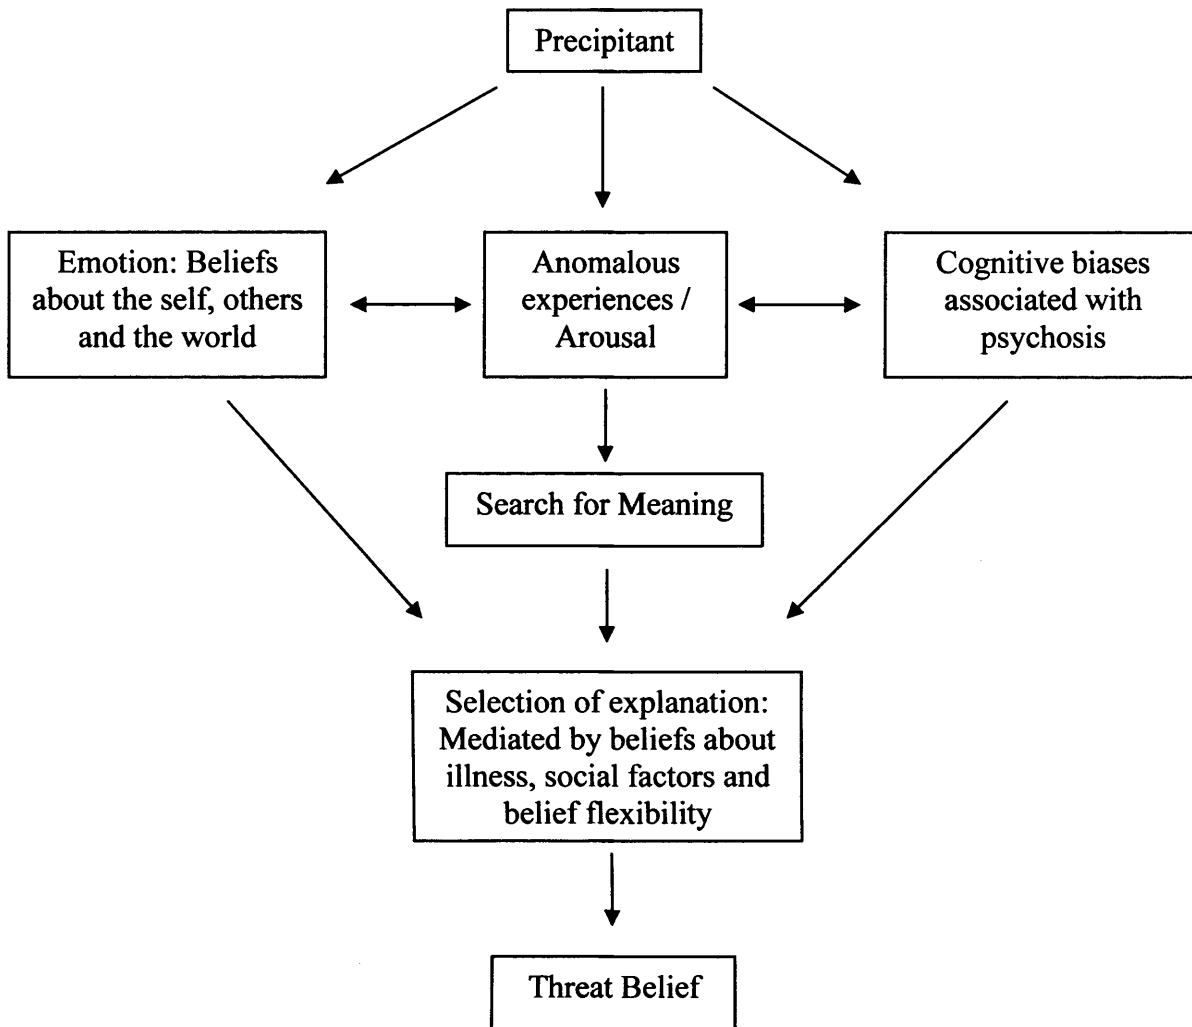 Precipitant
Emotion: Beliefs
about the self, others
and the world
Anomalous
experiences /
Arousal
Cognitive biases
associated with
psychosis
Search for Meaning
Selection of explanation:
Mediated by beliefs about
illness, social factors and
belief flexibility
Threat Belief